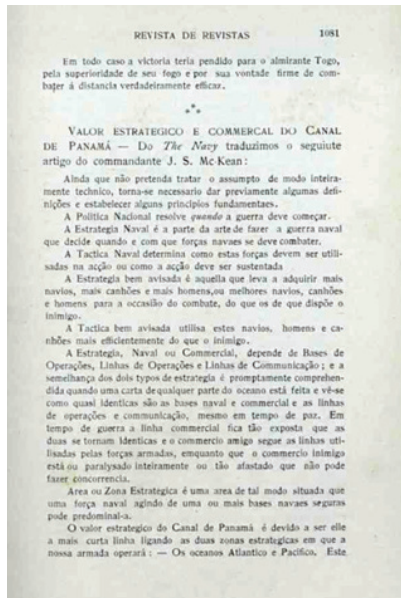 REVISTA DE REVISTAS 1081
Em todo caso a victoria teria pendido para o almirante Togo,
pela superioridade de seu fogo e por sua vontade firme de com-
bater á distancia verdadeiramente efficaz.
***
VALOR ESTRATEGICO E COMMERCAL DO CANAL
DE PANAMÁ — Do The Navy traduzimos o seguiute
artigo do commandante J. S. Mc-Kean:
Ainda que não pretenda tratar o assumpto de modo inteira-
mente technico, torna-se necessario dar previamente algumas defi-
nições e estabelecer alguns principios fundamentaes.
A Politica Nacional resolve quando a guerra deve começar.
A Estrategia Naval é a parte da arte de fazer a guerra naval
que decide quando e com que forças navaes se deve combater.
A Tactica Naval determina como estas forças devem ser utili-
sadas na acção ou como a acção deve ser sustentada .
A Estrategia bem avisada é aquella que leva a adquirir mais
navios, mais canhões e mais homens,ou melhores navios, canhões
e homens para a occasião do combate, do que os de que dispõe o
inimigo.
A Tactica bem avisada utilisa estes navios, homens e ca-
nhões mais efficientemente do que o inimigo.
A Estrategia, Naval ou Commercial, depende de Bases de
Operações, Linhas de Operações e Linhas de Communicação ; e a
semelhança dos dois typos de estrategia é promptamente comprehen-
dida quando uma carta de qualquer parte do oceano está feita e vê-se
como quasi identicas são as bases naval e commercial e as linhas
de operações e communicação, mesmo em tempo de paz. Em
tempo de guerra a linha commercial fica tão exposta que as
duas se tornam identicas e o commercio amigo segue as linhas uti-
lisadas pelas forças armadas, emquanto que o commercio inimigo
está ou paralysado inteiramente ou tão afastado que não pode
fazer concorrencia.
Area ou Zona Estrategica é uma area de tal modo situada que
uma força naval agindo de uma ou mais bases navaes seguras
pode predominal-a.
O valor estrategico do Canal de Panamá é devido a ser elle
a mais curta linha ligando as duas zonas estrategicas em que a
nossa armada operará : — Os oceanos Atlantico e Pacifico. Este